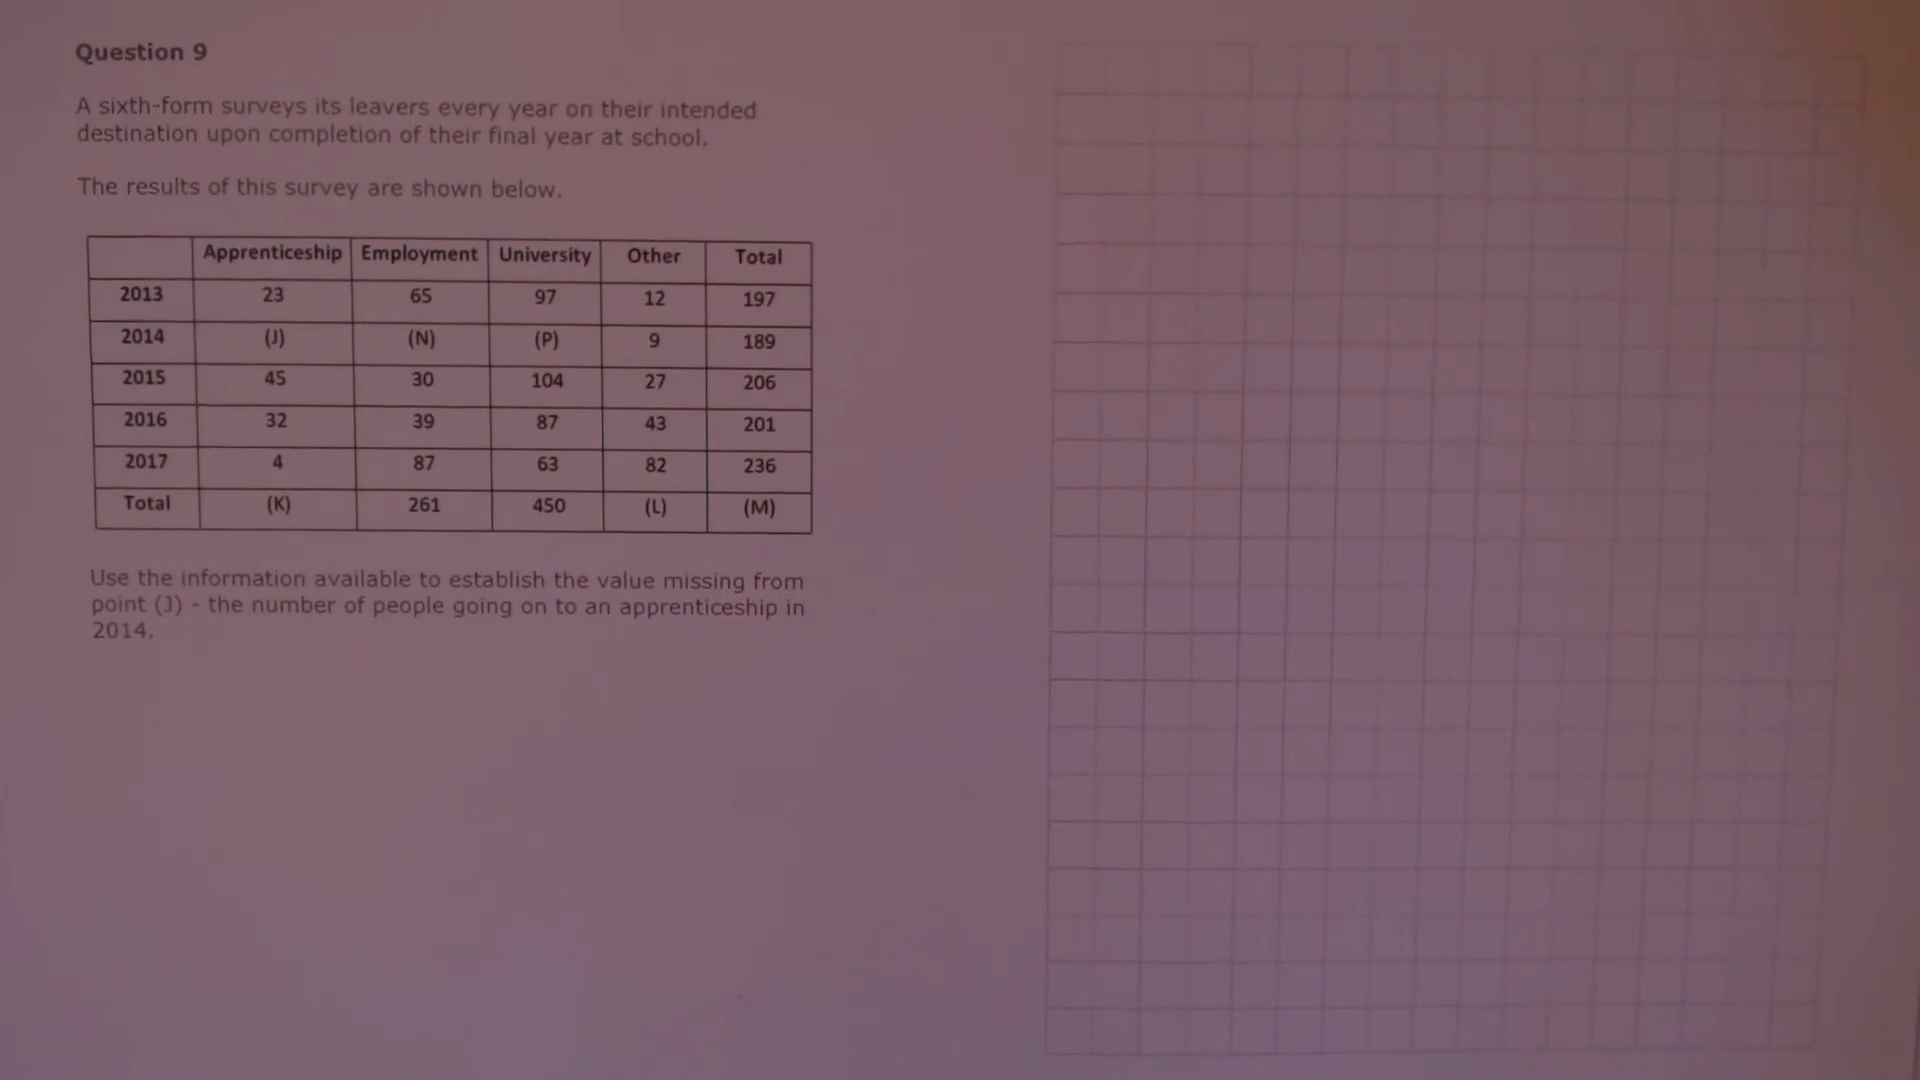 Question 9
A sixth-form surveys its leavers every year on their intended
destination upon completion of their final year at school.
The results of this survey are shown below.
Apprenticeship Employment University Other Total
2013 23 65 97 12 197
2014 (J) (N) (P) 9 189
2015 45 30 104 27 206
2016 32 39 87 43 201
2017 4 87 63 82 236
Total (K) 261 450 (L) (M)
Use the information available to establish the value missing from
point (J) - the number of people going on to an apprenticeship in
2014.